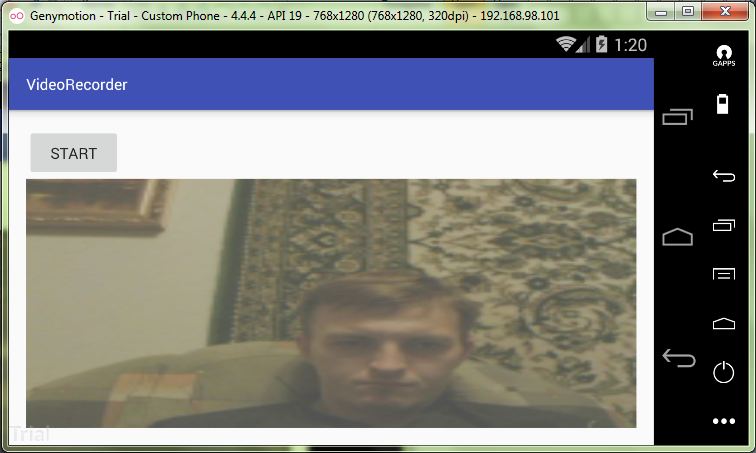 Genymotion - Trial - Custom Phone - 4.4.4 - API 19 - 768x1280 (768x1280, 320dpi) - 192.168.98.101
1:20
GAPPS
VideoRecorder
START
Trial